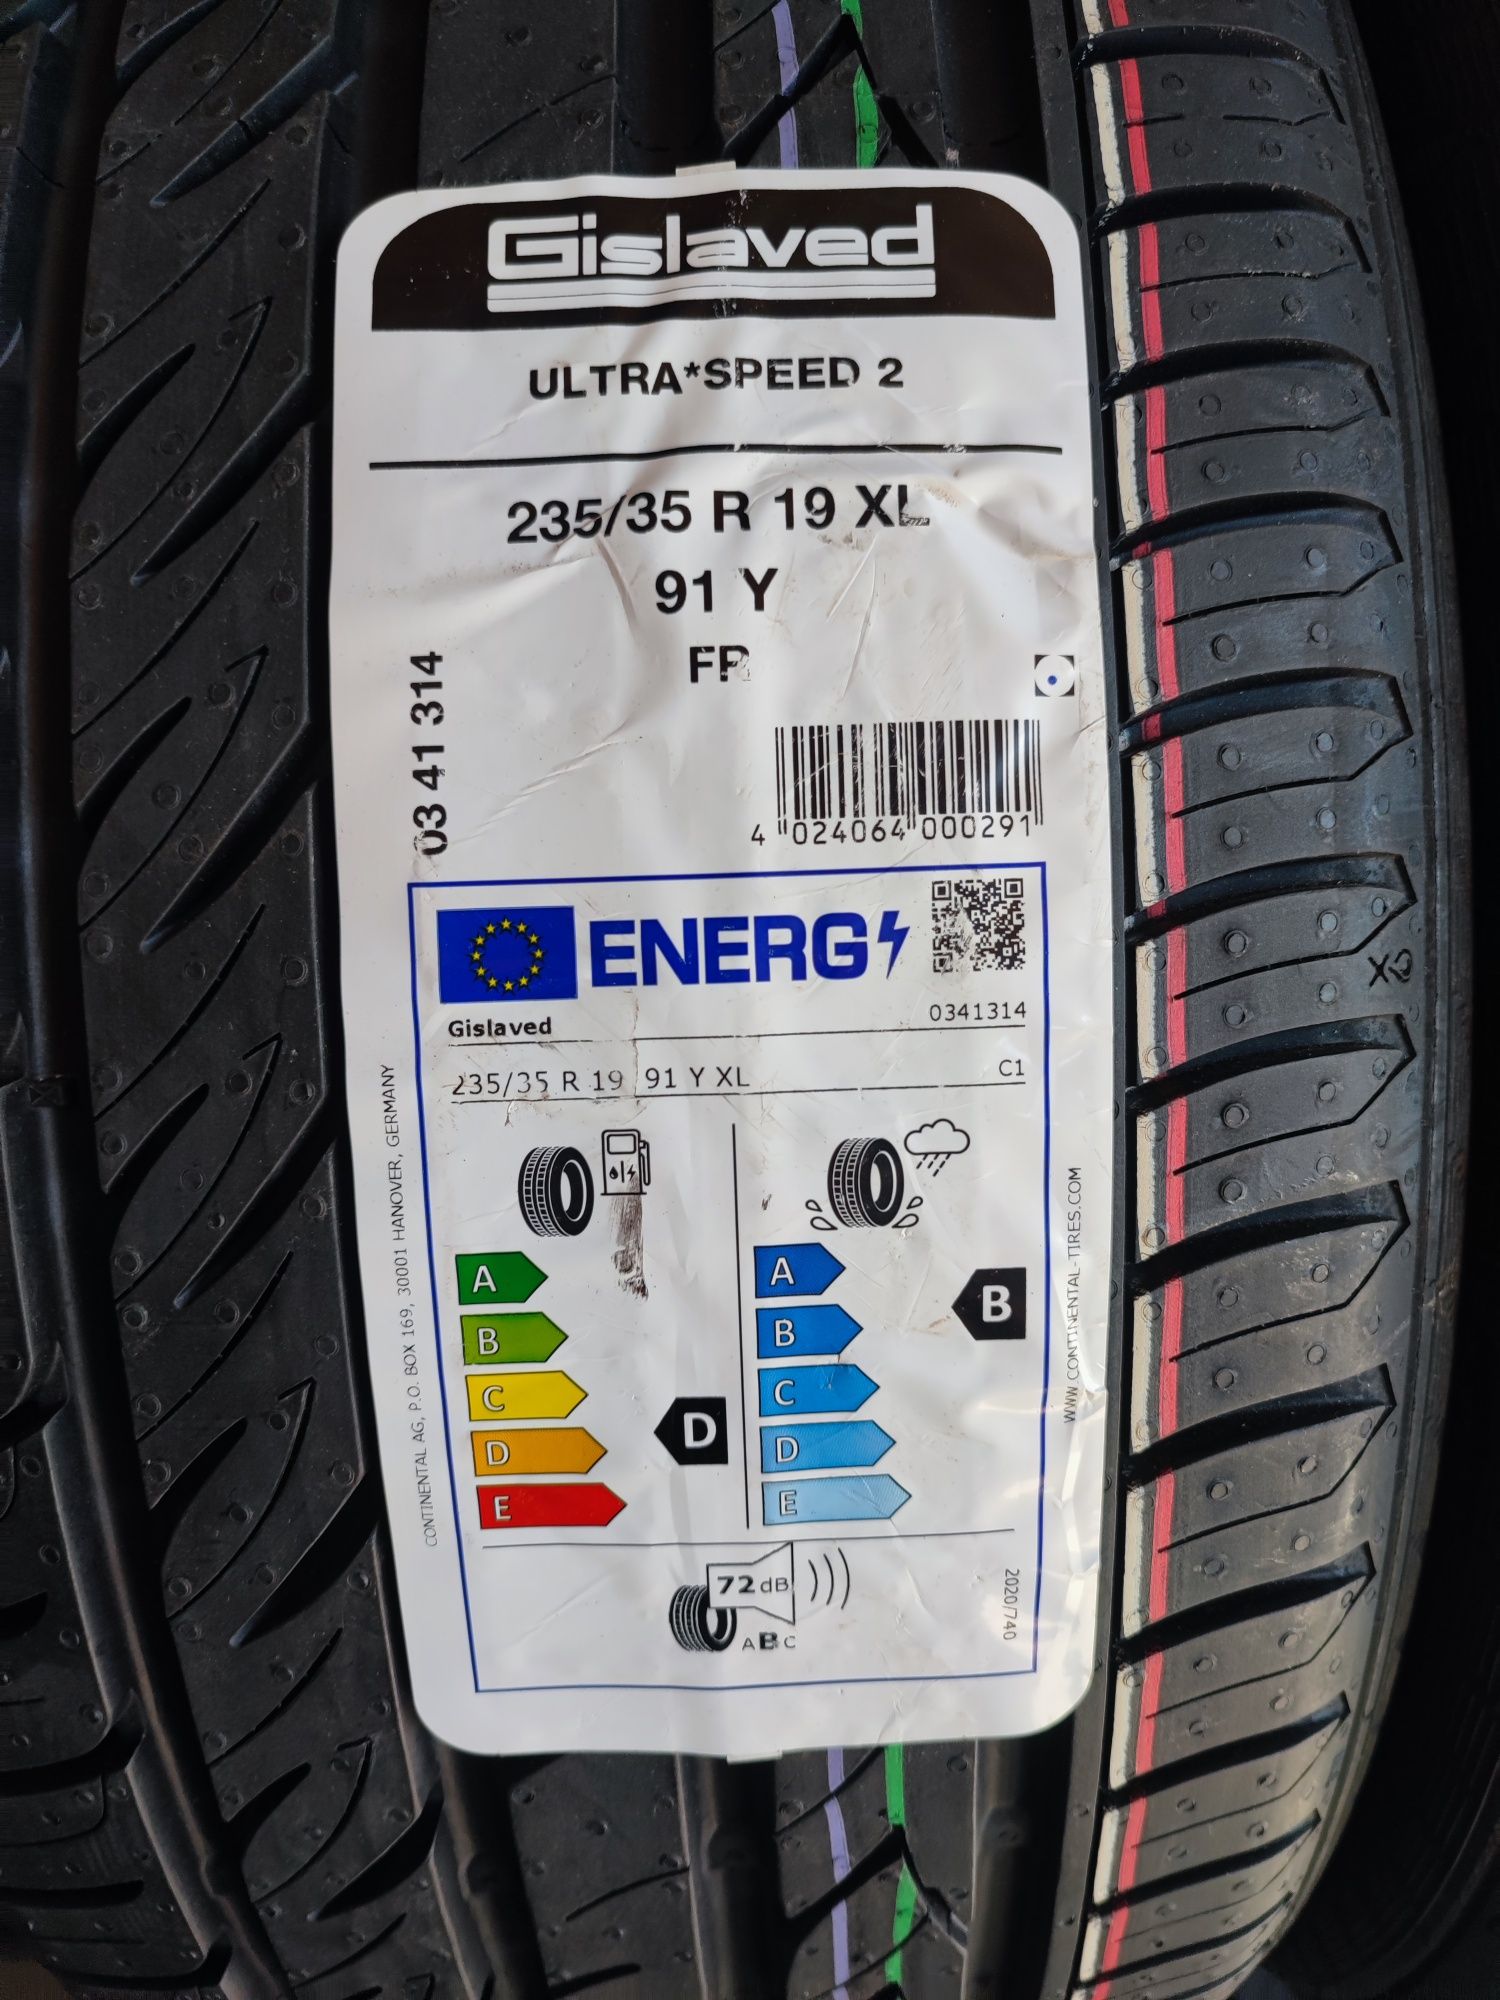 Gislaved
ULTRA*SPEED 2
235/35 R 19 XL
91 Y
FR
03 41 314
4 024064 000291
ENERG
Gislaved
0341314
235/35 R 19 91 Y XL
C1
A
B
C
D
E
D
A
B
C
D
E
B
72 dB
A B C
2020/740
CONTINENTAL AG, P.O. BOX 169, 30001 HANOVER, GERMANY
WWW.CONTINENTAL-TIRES.COM